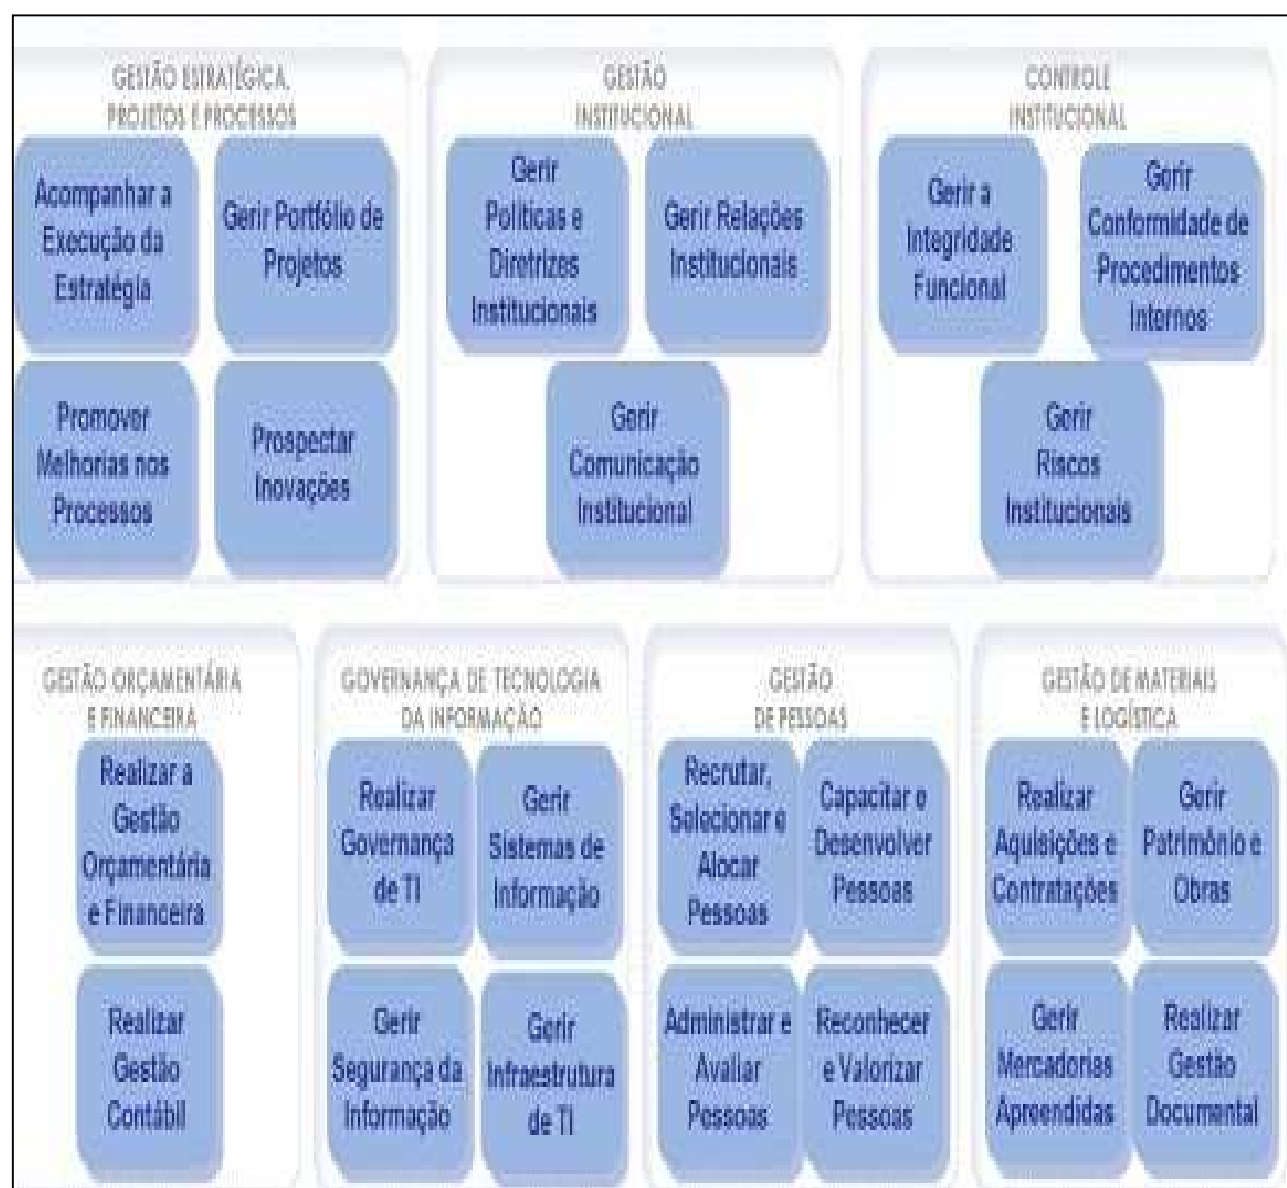 GESTÃO ESTRATÉGICA,
PROJETOS E PROCESSOS
Acompanhar a
Execução da
Estratégia
Gerir Portfólio de
Projetos
Promover
Melhorias nos
Processos
Prospectar
Inovações
GESTÃO
INSTITUCIONAL
Gerir
Políticas e
Diretrizes
Institucionais
Gerir Relações
Institucionais
Gerir
Comunicação
Institucional
CONTROLE
INSTITUCIONAL
Gerir a
Integridade
Funcional
Gerir
Conformidade de
Procedimentos
Internos
Gerir
Riscos
Institucionais
GESTÃO ORÇAMENTÁRIA
E FINANCEIRA
Realizar a
Gestão
Orçamentária
e Financeira
Realizar
Gestão
Contábil
GOVERNANÇA DE TECNOLOGIA
DA INFORMAÇÃO
Realizar
Governança
de TI
Gerir
Sistemas de
Informação
Gerir
Segurança da
Informação
Gerir
Infraestrutura
de TI
GESTÃO
DE PESSOAS
Recrutar,
Selecionar e
Alocar
Pessoas
Capacitar e
Desenvolver
Pessoas
Administrar e
Avaliar
Pessoas
Reconhecer
e Valorizar
Pessoas
GESTÃO DE MATERIAIS
E LOGÍSTICA
Realizar
Aquisições e
Contratações
Gerir
Patrimônio e
Obras
Gerir
Mercadorias
Apreendidas
Realizar
Gestão
Documental